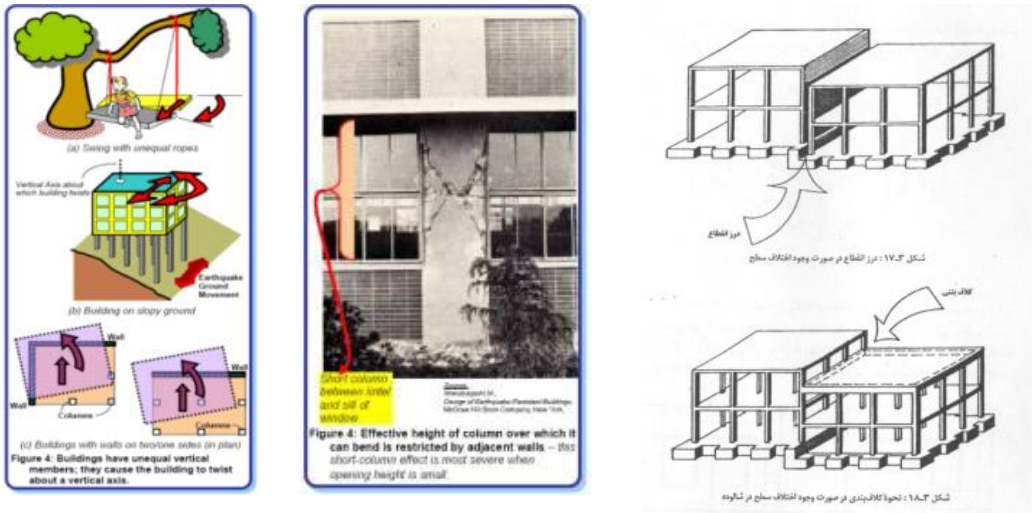 (a) Swing with unequal ropes
Vertical Axis about
which building twists
Earthquake
Ground
Movement
(b) Building on slopy ground
Wall
Wall
Wall
Columns
Columns
(c) Buildings with walls on two/one sides (in plan)
Figure 4: Buildings have unequal vertical
members; they cause the building to twist
about a vertical axis.
Short column
between lintel
and sill of
window
Source:
Wakabayashi, M.,
Design of Earthquake-Resistant Buildings,
McGraw Hill Book Company, New York,
Figure 4: Effective height of column over which it
can bend is restricted by adjacent walls – this
short-column effect is most severe when
opening height is small.
درز انقطاع
شکل ۳-۱۷ : درز انقطاع در صورت وجود اختلاف سطح
کلاف بتنی
شکل ۳-۱۸ : نحوهٔ کلاف‌بندی در صورت وجود اختلاف سطح در شالوده